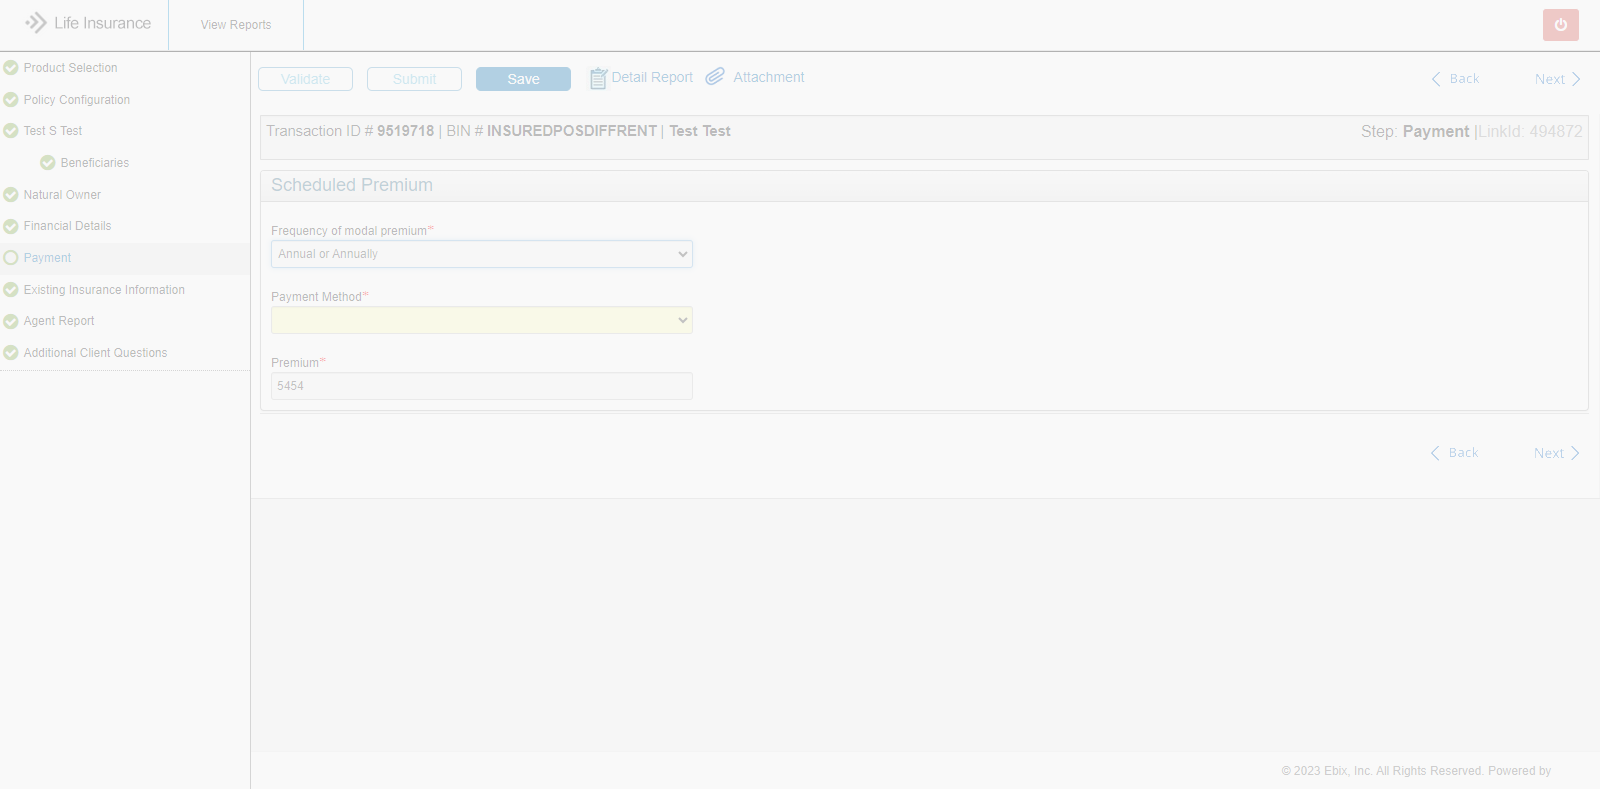 Life Insurance
View Reports
Product Selection
Policy Configuration
Test S Test
Beneficiaries
Natural Owner
Financial Details
Payment
Existing Insurance Information
Agent Report
Additional Client Questions
Validate
Submit
Save
Detail Report
Attachment
Back
Next
Transaction ID # 9519718 | BIN # INSUREDPOSDIFFRENT | Test Test
Step: Payment |LinkId: 494872
Scheduled Premium
Frequency of modal premium*
Annual or Annually
Payment Method*
Premium*
5454
Back
Next
© 2023 Ebix, Inc. All Rights Reserved. Powered by